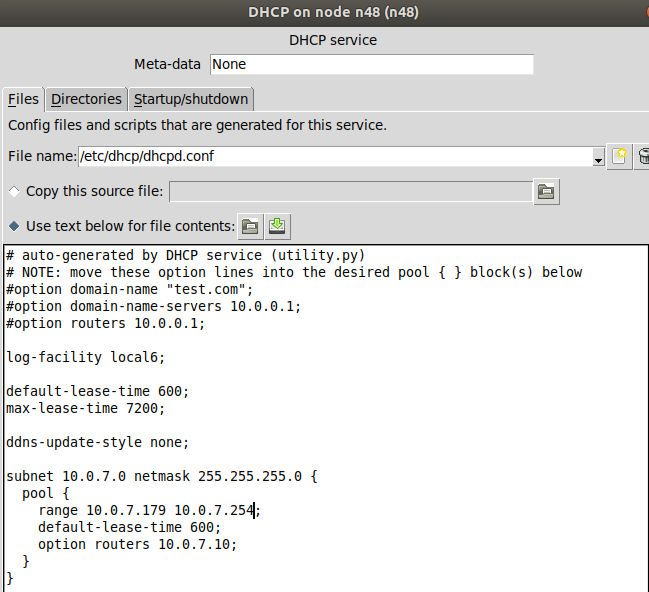 DHCP on node n48 (n48)
DHCP service
Meta-data None
Files Directories Startup/shutdown
Config files and scripts that are generated for this service.
File name: /etc/dhcp/dhcpd.conf
Copy this source file:
Use text below for file contents:
# auto-generated by DHCP service (utility.py)
# NOTE: move these option lines into the desired pool { } block(s) below
#option domain-name "test.com";
#option domain-name-servers 10.0.0.1;
#option routers 10.0.0.1;
log-facility local6;
default-lease-time 600;
max-lease-time 7200;
ddns-update-style none;
subnet 10.0.7.0 netmask 255.255.255.0 {
  pool {
    range 10.0.7.179 10.0.7.254;
    default-lease-time 600;
    option routers 10.0.7.10;
  }
}